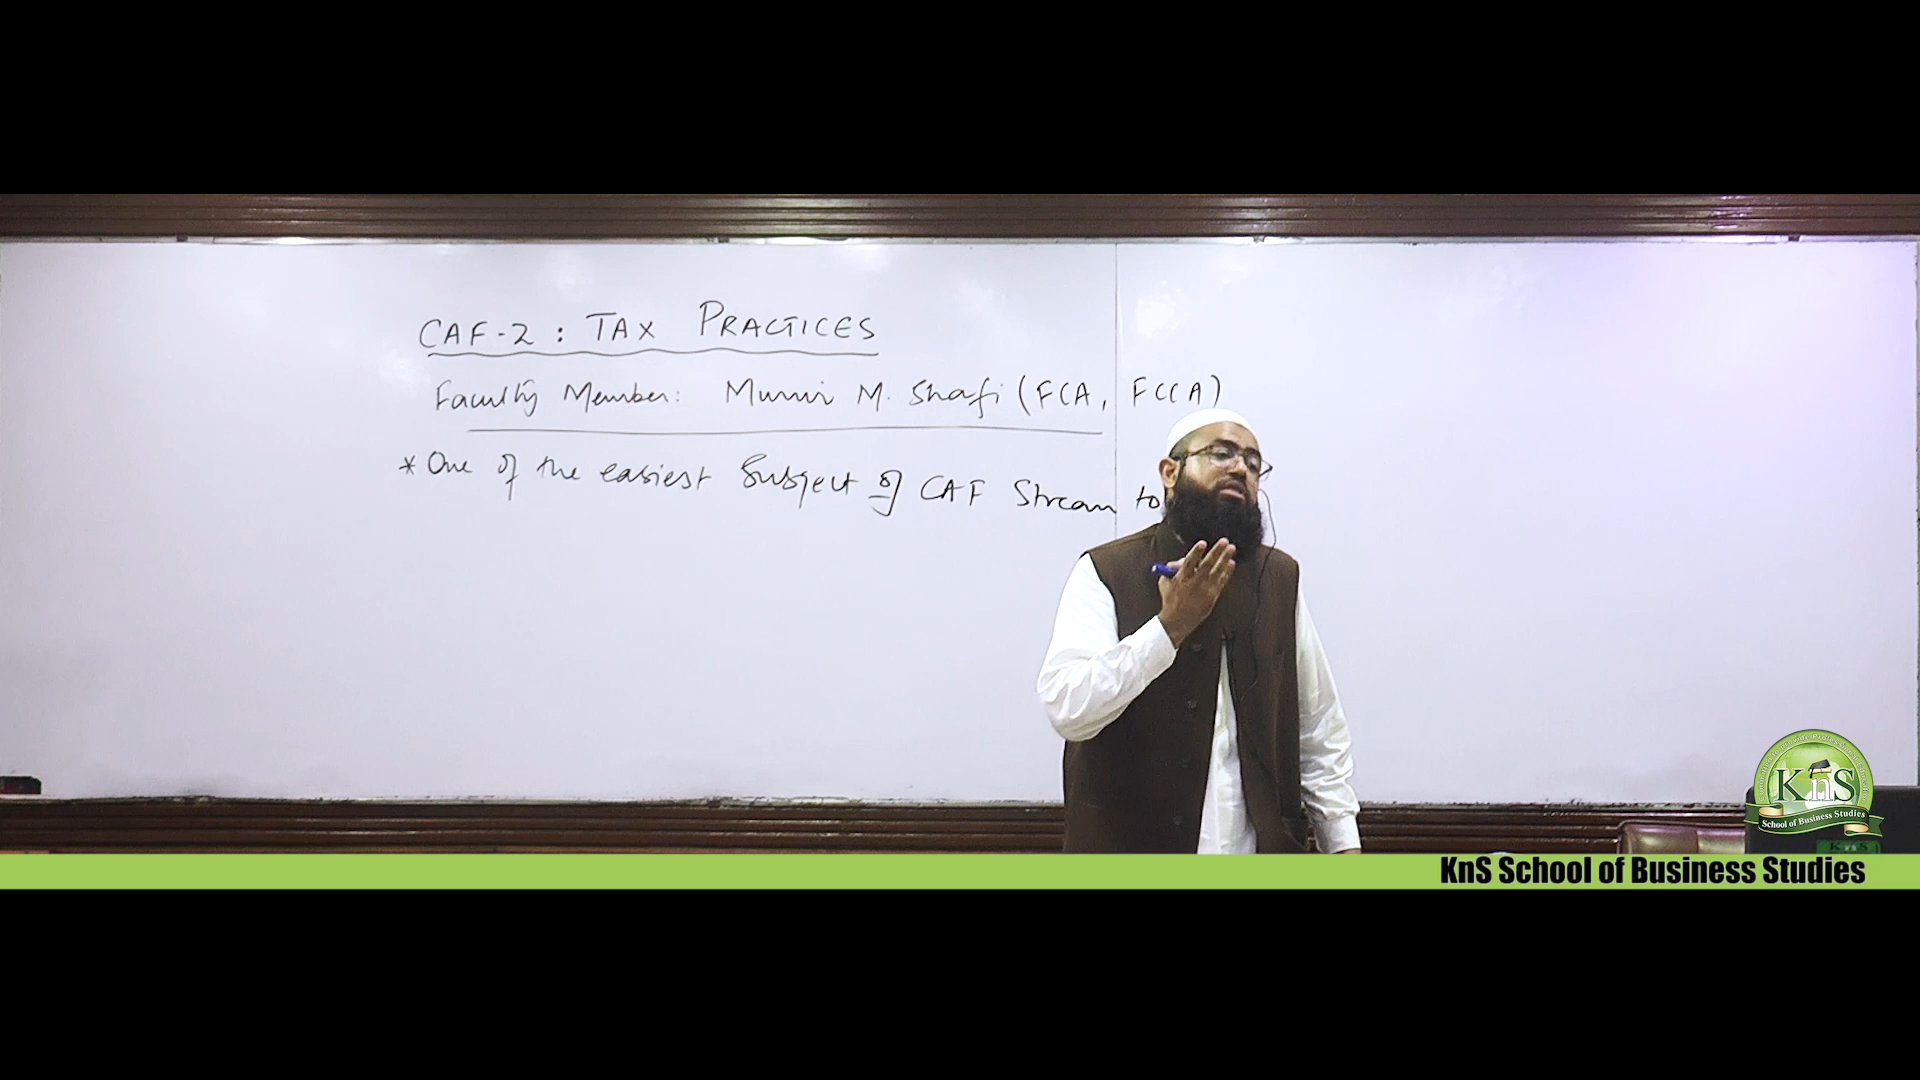 CAF-2 : TAX PRACTICES
Faculty Member: Munir M. Shafi (FCA, FCCA)
* One of the easiest Subject of CAF Stream to
KnS
School of Business Studies
KnS School of Business Studies